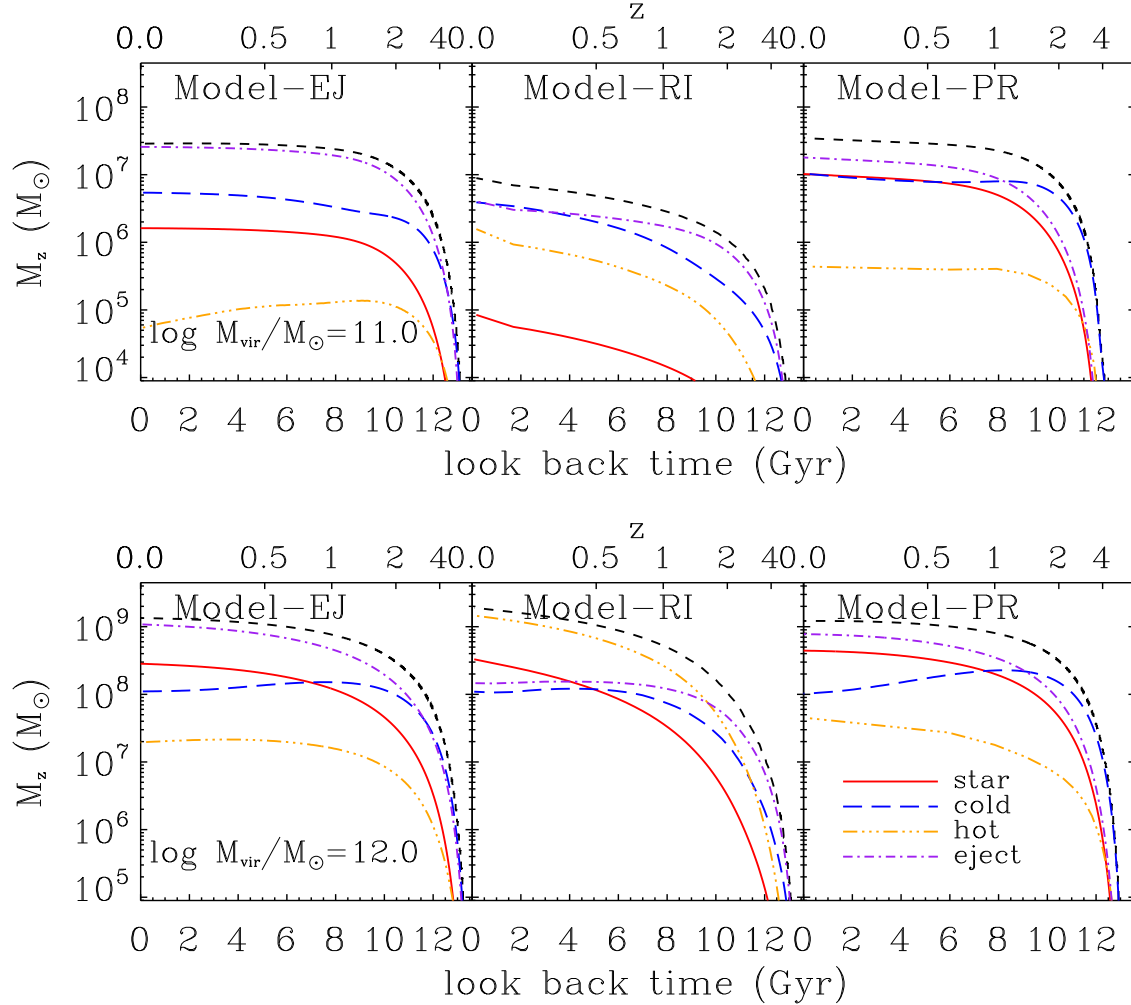 z
0.0 0.5 1 2 4 0.0 0.5 1 2 4 0.0 0.5 1 2 4
Model-EJ Model-RI Model-PR
10^8
10^7
10^6
10^5
10^4
M_z (M_☉)
log M_vir/M_☉=11.0
0 2 4 6 8 10 12 0 2 4 6 8 10 12 0 2 4 6 8 10 12
look back time (Gyr)
z
0.0 0.5 1 2 4 0.0 0.5 1 2 4 0.0 0.5 1 2 4
Model-EJ Model-RI Model-PR
10^9
10^8
10^7
10^6
10^5
M_z (M_☉)
star
cold
hot
eject
log M_vir/M_☉=12.0
0 2 4 6 8 10 12 0 2 4 6 8 10 12 0 2 4 6 8 10 12
look back time (Gyr)